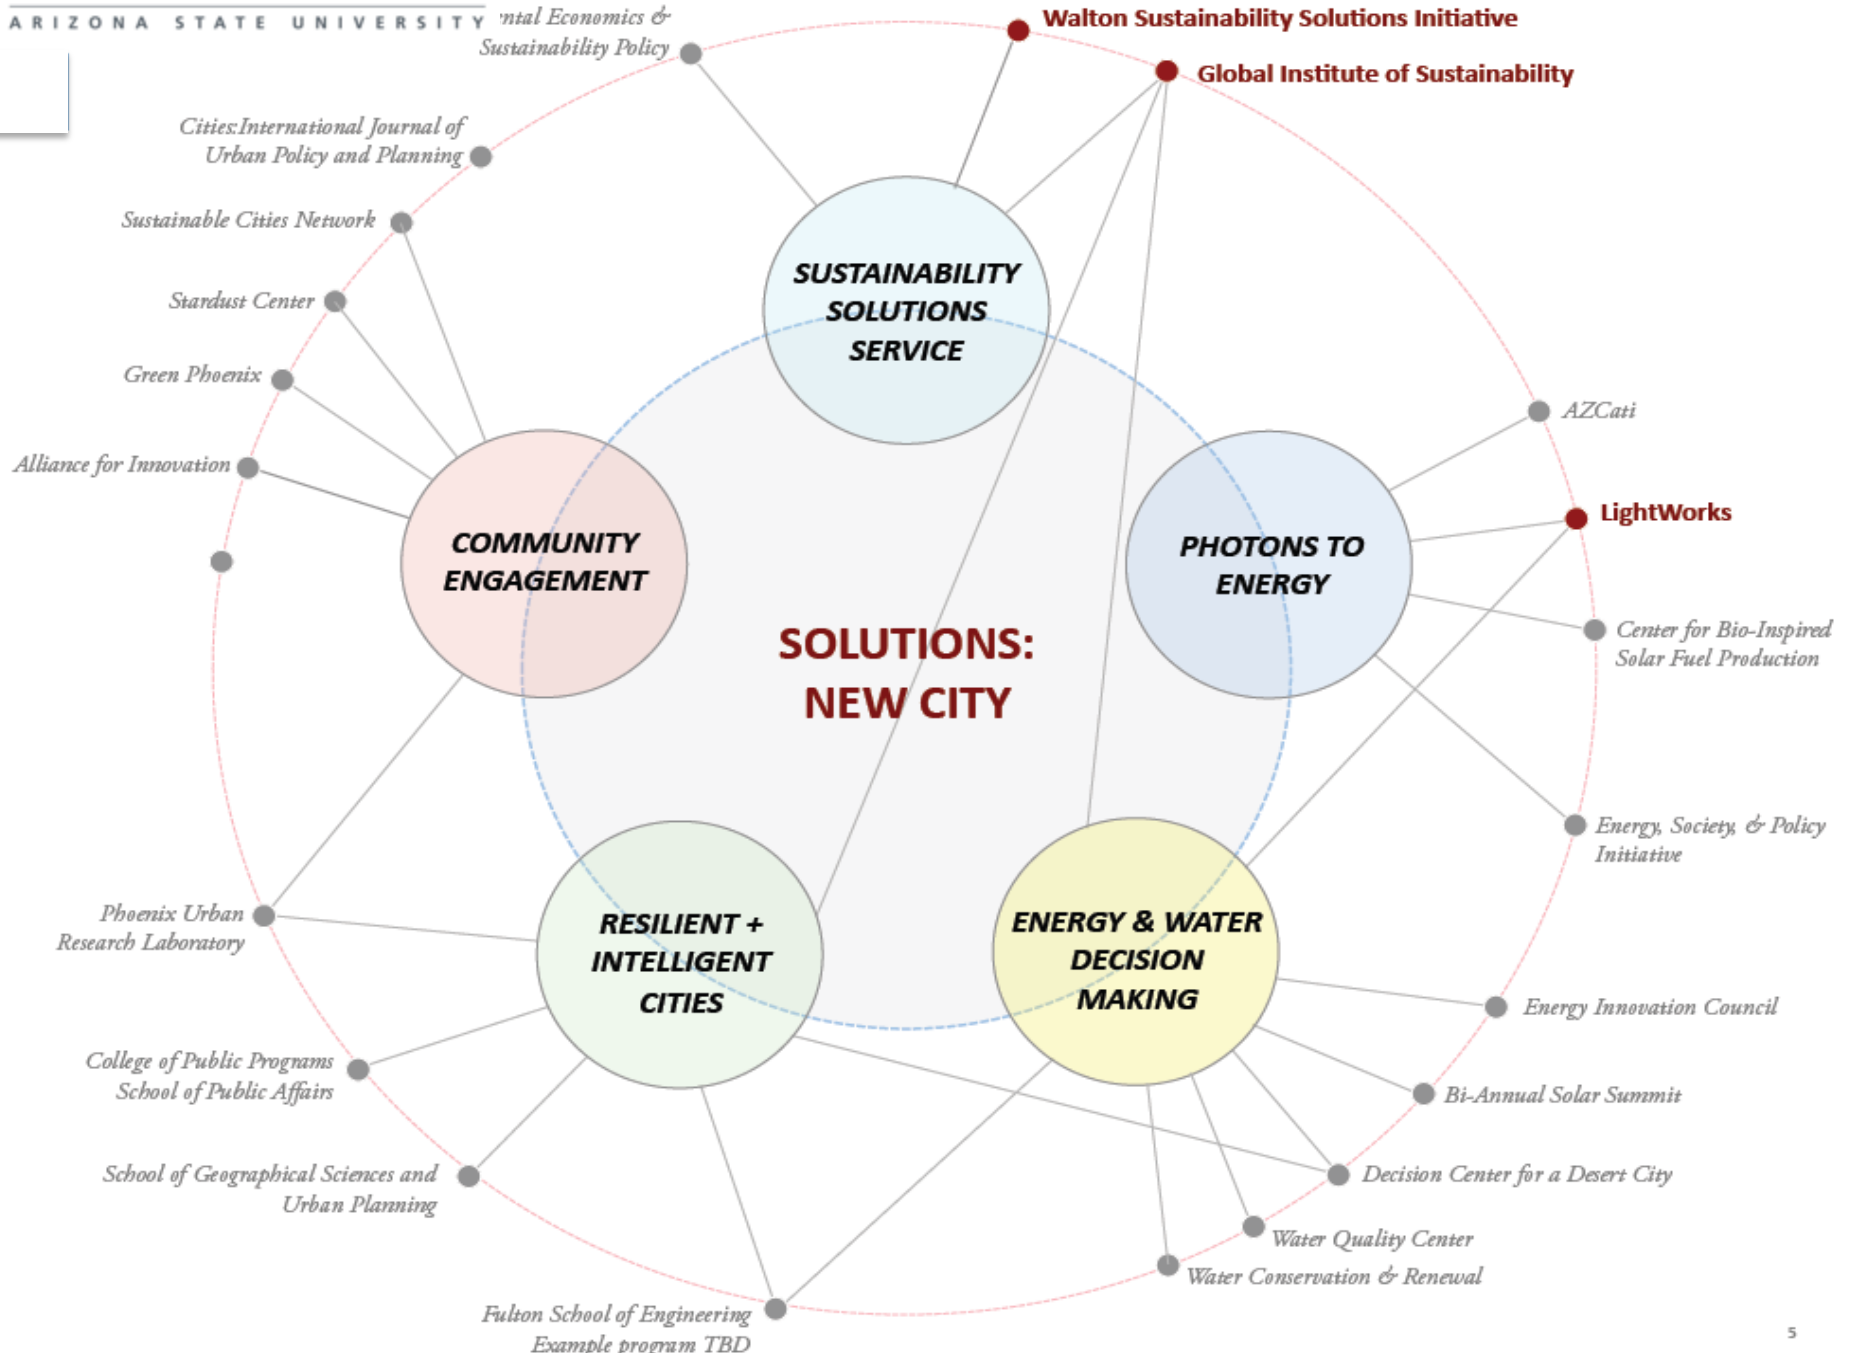 ARIZONA STATE UNIVERSITY
Economics &
Sustainability Policy
Walton Sustainability Solutions Initiative
Global Institute of Sustainability
Cities:International Journal of
Urban Policy and Planning
Sustainable Cities Network
Stardust Center
Green Phoenix
Alliance for Innovation
SUSTAINABILITY
SOLUTIONS
SERVICE
AZCati
LightWorks
COMMUNITY
ENGAGEMENT
PHOTONS TO
ENERGY
Center for Bio-Inspired
Solar Fuel Production
SOLUTIONS:
NEW CITY
Energy, Society, & Policy
Initiative
Phoenix Urban
Research Laboratory
RESILIENT +
INTELLIGENT
CITIES
ENERGY & WATER
DECISION
MAKING
Energy Innovation Council
College of Public Programs
School of Public Affairs
Bi-Annual Solar Summit
School of Geographical Sciences and
Urban Planning
Decision Center for a Desert City
Water Quality Center
Water Conservation & Renewal
Fulton School of Engineering
Example program TBD
5